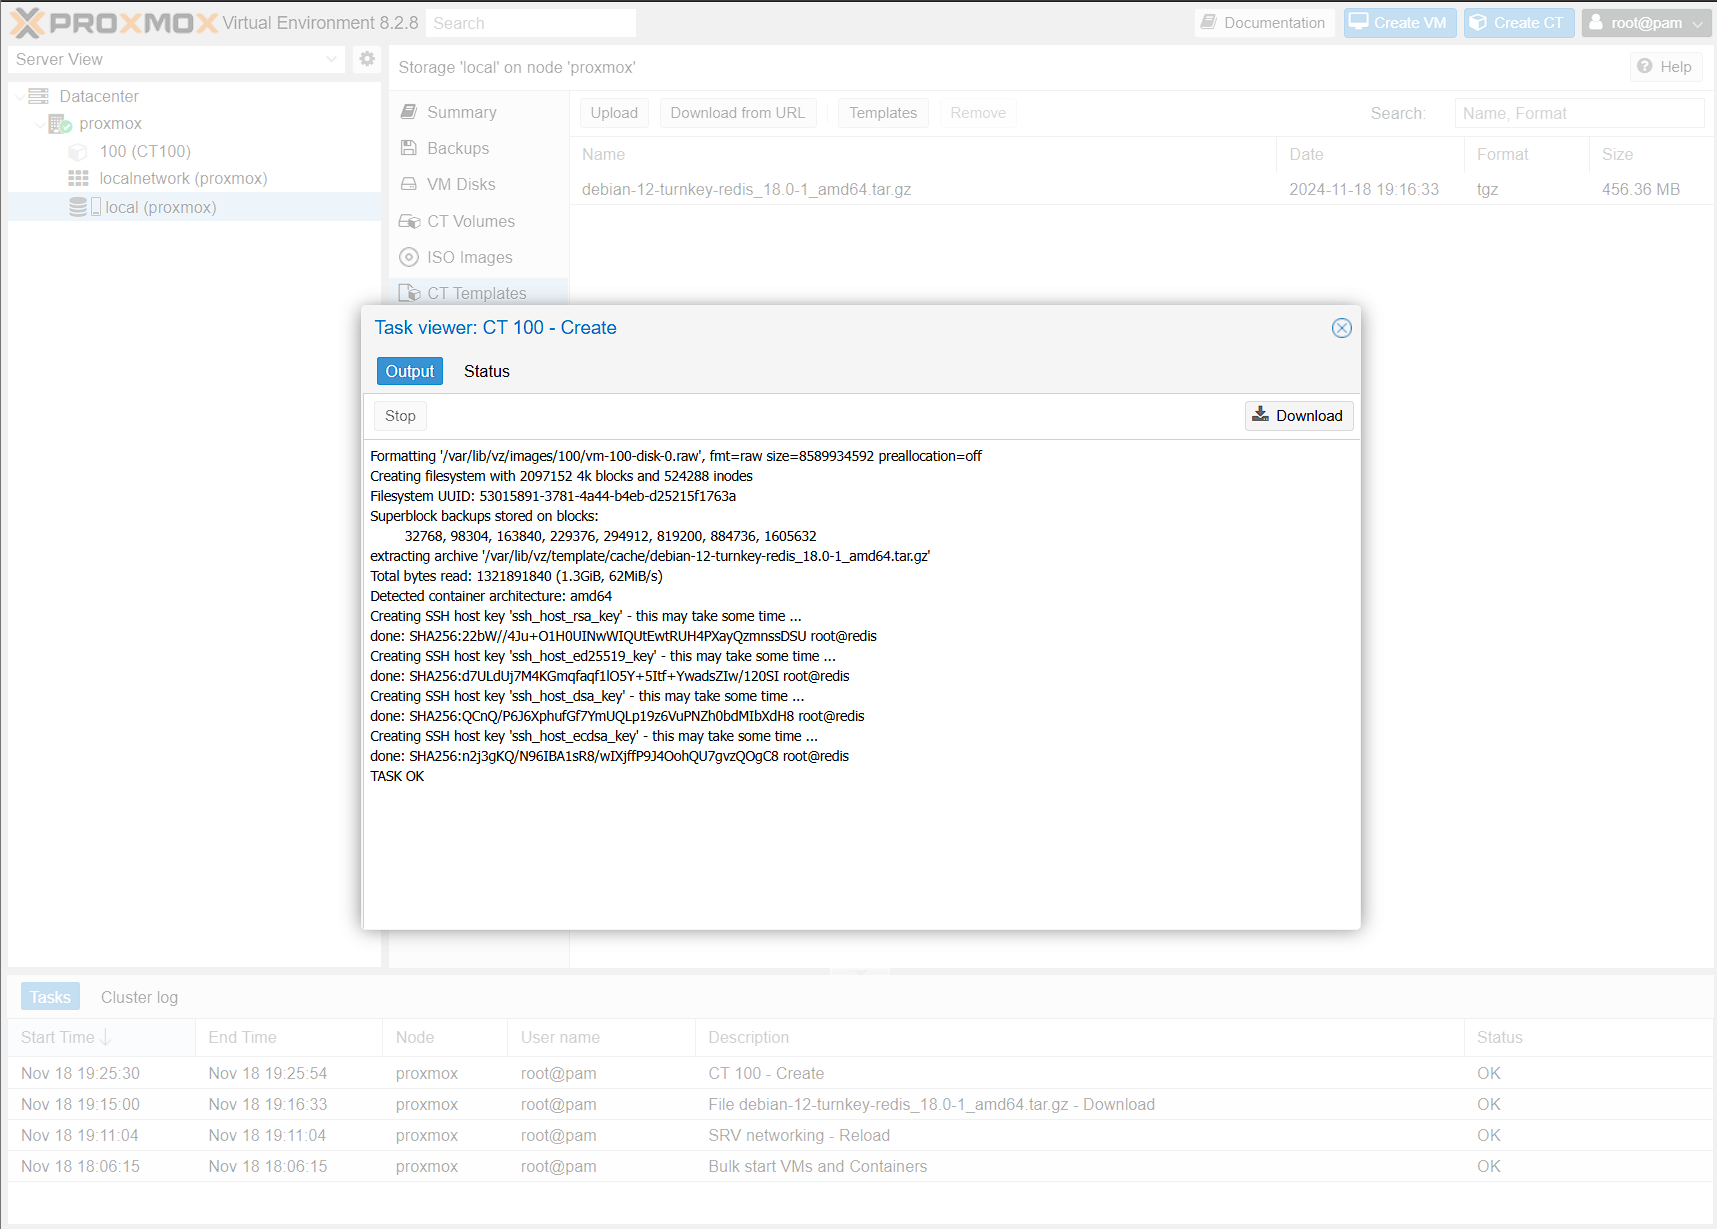 PROXMOX Virtual Environment 8.2.8 Search Documentation Create VM Create CT root@pam
Server View
Datacenter
proxmox
100 (CT100)
localnetwork (proxmox)
local (proxmox)
Storage 'local' on node 'proxmox' Help
Summary
Backups
VM Disks
CT Volumes
ISO Images
CT Templates
Upload Download from URL Templates Remove Search: Name, Format
Name Date Format Size
debian-12-turnkey-redis_18.0-1_amd64.tar.gz 2024-11-18 19:16:33 tgz 456.36 MB
Task viewer: CT 100 - Create
Output Status
Stop Download
Formatting '/var/lib/vz/images/100/vm-100-disk-0.raw', fmt=raw size=8589934592 preallocation=off
Creating filesystem with 2097152 4k blocks and 524288 inodes
Filesystem UUID: 53015891-3781-4a44-b4eb-d25215f1763a
Superblock backups stored on blocks:
32768, 98304, 163840, 229376, 294912, 819200, 884736, 1605632
extracting archive '/var/lib/vz/template/cache/debian-12-turnkey-redis_18.0-1_amd64.tar.gz'
Total bytes read: 1321891840 (1.3GiB, 62MiB/s)
Detected container architecture: amd64
Creating SSH host key 'ssh_host_rsa_key' - this may take some time ...
done: SHA256:22bW//4Ju+O1H0UINwWIQUtEwtRUH4PXayQzmnssDSU root@redis
Creating SSH host key 'ssh_host_ed25519_key' - this may take some time ...
done: SHA256:d7ULdUj7M4KGmqfaqf1lO5Y+5Itf+YwadsZIw/120SI root@redis
Creating SSH host key 'ssh_host_dsa_key' - this may take some time ...
done: SHA256:QCnQ/P6J6XphufGf7YmUQLp19z6VuPNZh0bdMIbXdH8 root@redis
Creating SSH host key 'ssh_host_ecdsa_key' - this may take some time ...
done: SHA256:n2j3gKQ/N96IBA1sR8/wIXjffP9J4OohQU7gvzQOgC8 root@redis
TASK OK
Tasks Cluster log
Start Time End Time Node User name Description Status
Nov 18 19:25:30 Nov 18 19:25:54 proxmox root@pam CT 100 - Create OK
Nov 18 19:15:00 Nov 18 19:16:33 proxmox root@pam File debian-12-turnkey-redis_18.0-1_amd64.tar.gz - Download OK
Nov 18 19:11:04 Nov 18 19:11:04 proxmox root@pam SRV networking - Reload OK
Nov 18 18:06:15 Nov 18 18:06:15 proxmox root@pam Bulk start VMs and Containers OK